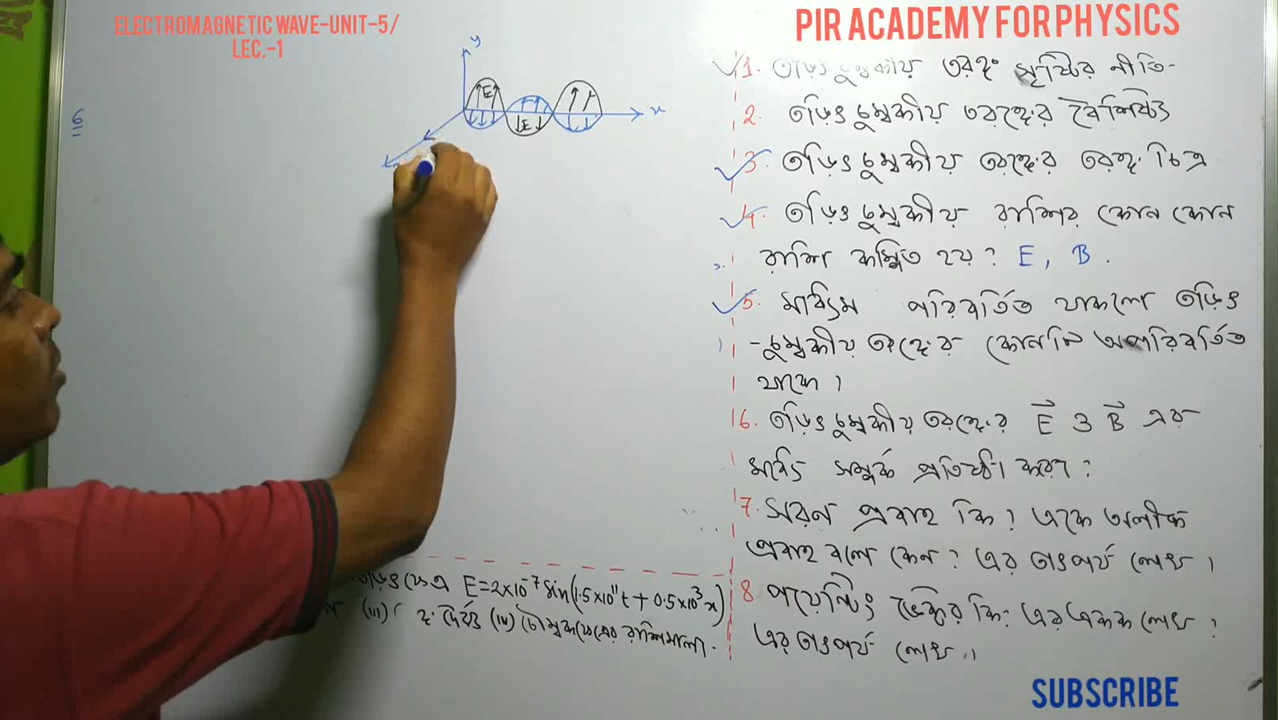 ELECTROMAGNETIC WAVE-UNIT-5/
LEC.-1
PIR ACADEMY FOR PHYSICS
6
y
x
E
E
1. তড়িৎ চুম্বকীয় তরঙ্গ সৃষ্টির নীতি-
2. তড়িৎ চুম্বকীয় তরঙ্গের বৈশিষ্ট্য
3. তড়িৎ চুম্বকীয় তরঙ্গের তরঙ্গ চিত্র
4. তড়িৎ চুম্বকীয় রাশির কোন কোন
রাশি কম্পিত হয়? E, B.
5. মাধ্যম পরিবর্তিত থাকলে তড়িৎ
-চুম্বকীয় তরঙ্গের কোনটি অপরিবর্তিত
থাকে।
6. তড়িৎ চুম্বকীয় তরঙ্গের E ও B এর
মধ্যে সম্পর্ক প্রতিষ্ঠা করো?
7. সরন প্রবাহ কি? একে অলীক
প্রবাহ বলে কেন? এর তাৎপর্য লেখ।
8 পয়েন্টিং ভেক্টর কি? এর একক লেখ?
এর তাৎপর্য লেখ।
E=2×10⁻⁷ sin(1.5×10¹¹t+0.5×10³x)
(iii) দৈর্ঘ্য (iv) চৌম্বকক্ষেত্রের রাশিমালা.
SUBSCRIBE